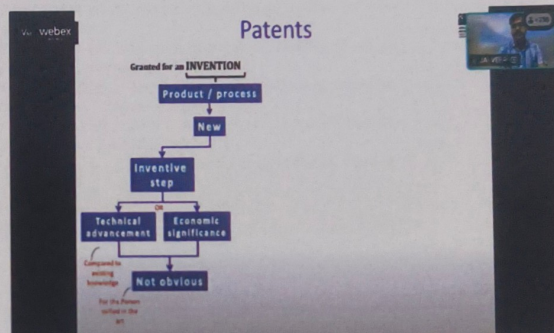 webex
Patents
Granted for an INVENTION
Product / process
New
Inventive
step
OR
Technical
advancement
Economic
significance
Compared to
existing
knowledge
Not obvious
For the Person
skilled in the
art